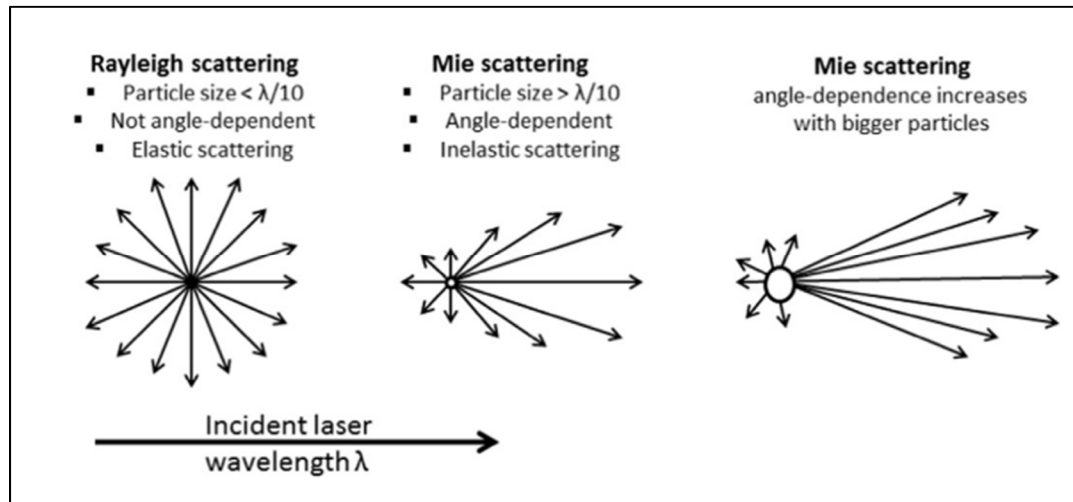 Rayleigh scattering
▪ Particle size < λ/10
▪ Not angle-dependent
▪ Elastic scattering
Mie scattering
▪ Particle size > λ/10
▪ Angle-dependent
▪ Inelastic scattering
Mie scattering
angle-dependence increases
with bigger particles
Incident laser
wavelength λ